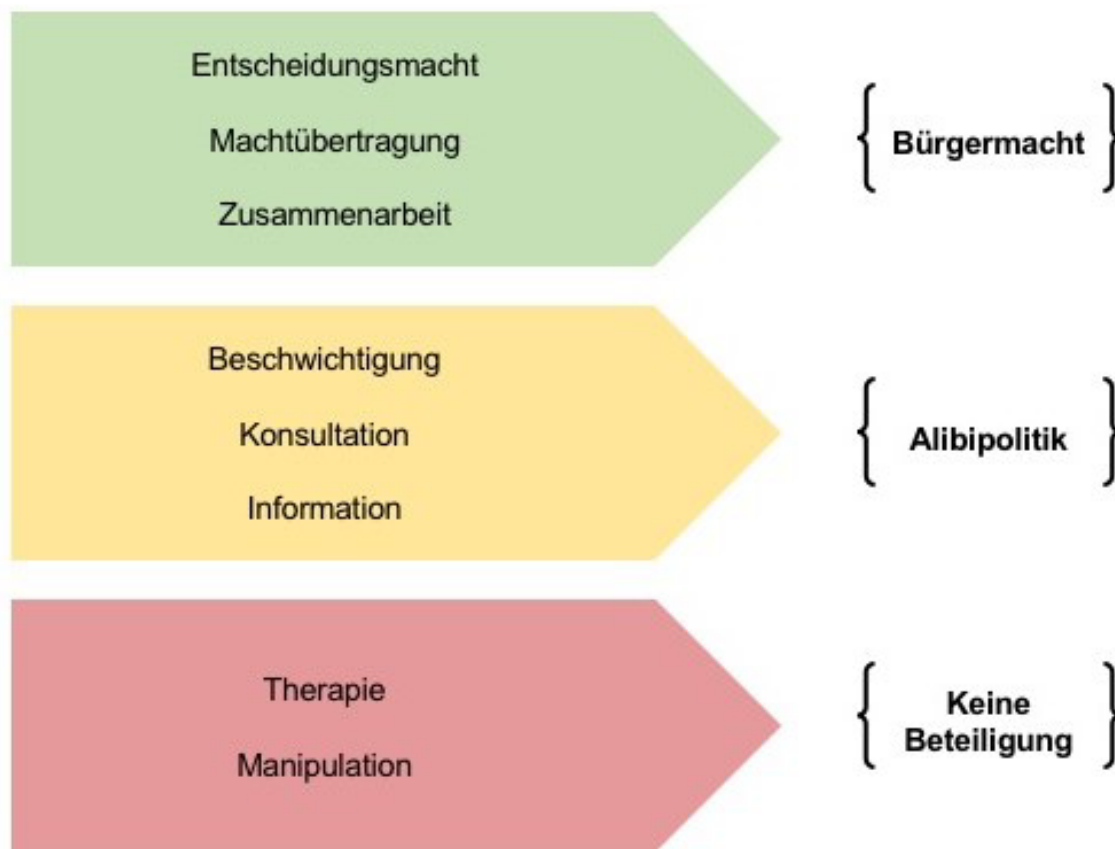 Entscheidungsmacht
Machtübertragung
Zusammenarbeit
{ Bürgermacht }
Beschwichtigung
Konsultation
Information
{ Alibipolitik }
Therapie
Manipulation
{ Keine
Beteiligung }